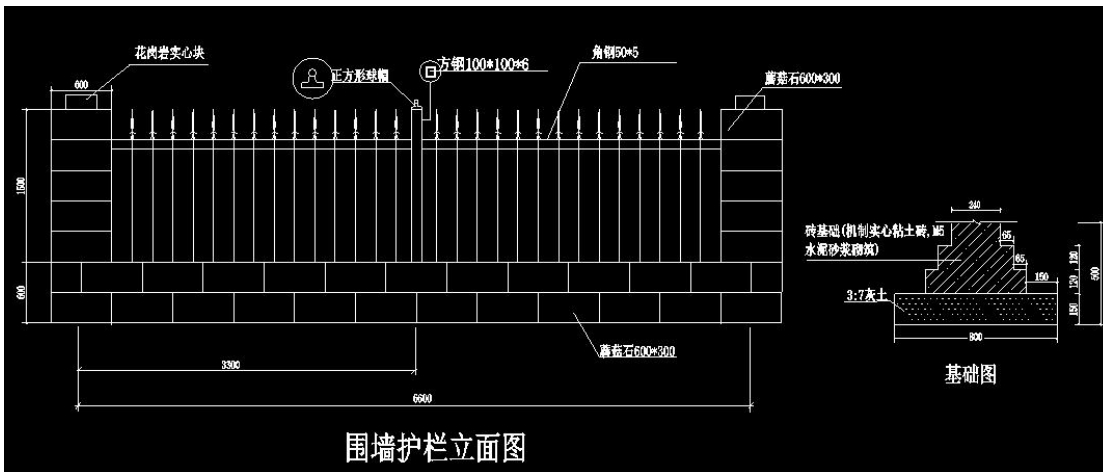 花岗岩实心块
600
正方形球帽
方钢100*100*6
角钢50*5
蘑菇石600*300
1500
600
蘑菇石600*300
3300
6600
围墙护栏立面图
240
砖基础(机制实心粘土砖,M5
水泥砂浆砌筑)
65
65
120
120
150
150
600
3:7灰土
800
基础图